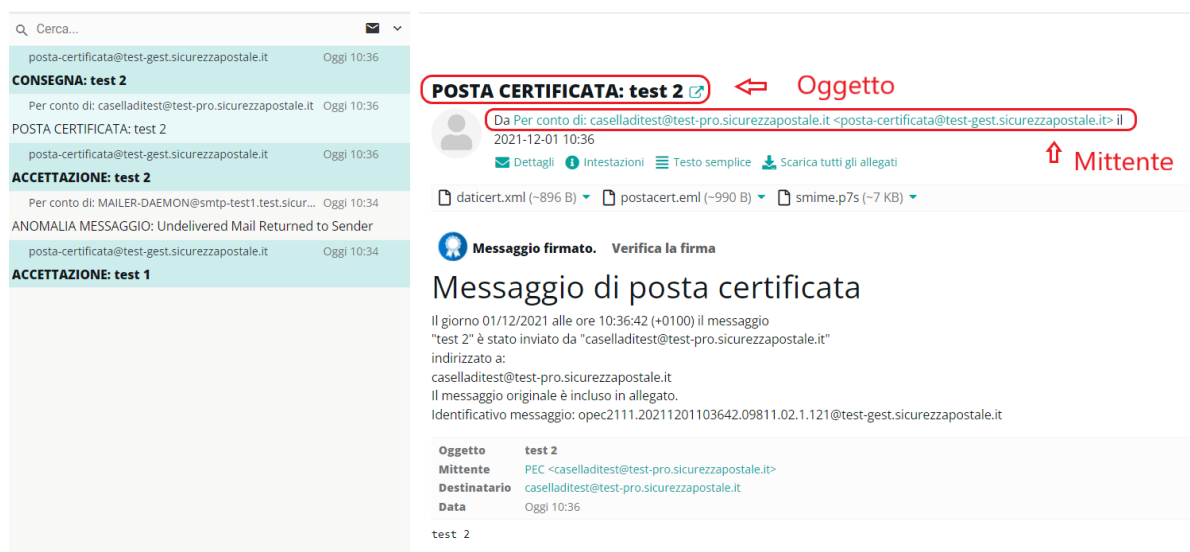 Cerca...
posta-certificata@test-gest.sicurezzapostale.it Oggi 10:36
CONSEGNA: test 2
Per conto di: caselladitest@test-pro.sicurezzapostale.it Oggi 10:36
POSTA CERTIFICATA: test 2
posta-certificata@test-gest.sicurezzapostale.it Oggi 10:36
ACCETTAZIONE: test 2
Per conto di: MAILER-DAEMON@smtp-test1.test.sicur... Oggi 10:34
ANOMALIA MESSAGGIO: Undelivered Mail Returned to Sender
posta-certificata@test-gest.sicurezzapostale.it Oggi 10:34
ACCETTAZIONE: test 1
POSTA CERTIFICATA: test 2 Oggetto
Da Per conto di: caselladitest@test-pro.sicurezzapostale.it <posta-certificata@test-gest.sicurezzapostale.it> il
2021-12-01 10:36
Mittente
Dettagli Intestazioni Testo semplice Scarica tutti gli allegati
daticert.xml (~896 B) postacert.eml (~990 B) smime.p7s (~7 KB)
Messaggio firmato. Verifica la firma
Messaggio di posta certificata
Il giorno 01/12/2021 alle ore 10:36:42 (+0100) il messaggio
"test 2" è stato inviato da "caselladitest@test-pro.sicurezzapostale.it"
indirizzato a:
caselladitest@test-pro.sicurezzapostale.it
Il messaggio originale è incluso in allegato.
Identificativo messaggio: opec2111.20211201103642.09811.02.1.121@test-gest.sicurezzapostale.it
Oggetto test 2
Mittente PEC <caselladitest@test-pro.sicurezzapostale.it>
Destinatario caselladitest@test-pro.sicurezzapostale.it
Data Oggi 10:36
test 2